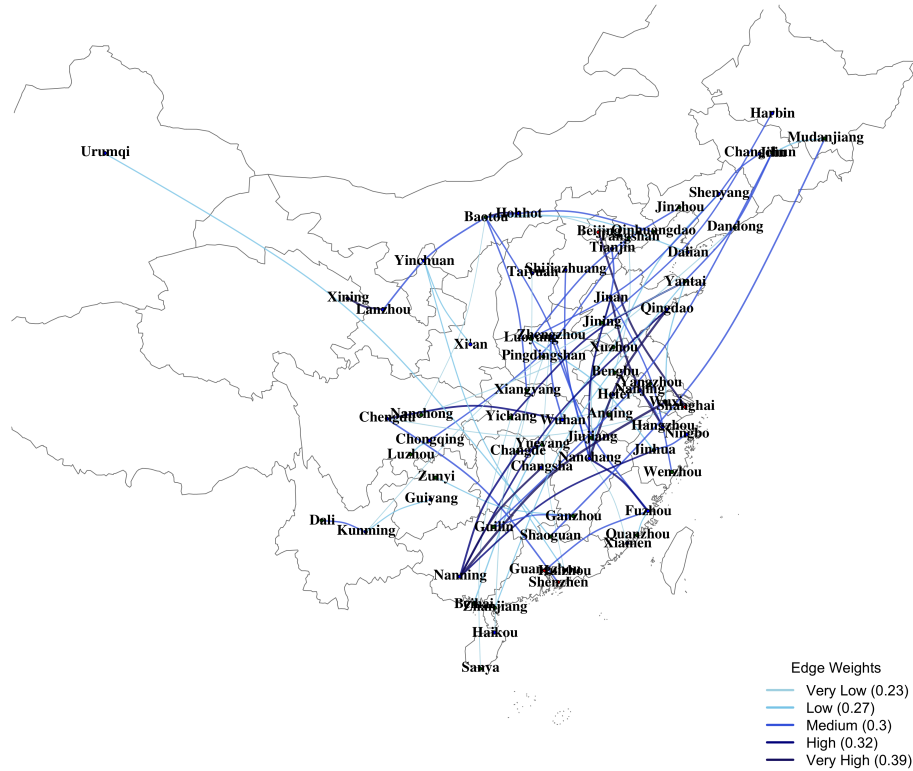 Harbin
Mudanjiang
Urumqi
Shenyang
Jinzhou
Hohhot
Baotou
Dandong
Beijing
Qinhuangdao
Tangshan
Tianjin
Dalian
Yinchuan
Taiyuan
Shijiazhuang
Yantai
Xining
Jinan
Lanzhou
Qingdao
Jining
Zhengzhou
Luoyang
Xi'an
Xuzhou
Pingdingshan
Bengbu
Yangzhou
Nanjing
Xiangyang
Hefei
Wuxi
Shanghai
Nanchong
Chengdu
Yichang
Wuhan
Anqing
Hangzhou
Ningbo
Chongqing
Jiujiang
Yueyang
Changde
Jinhua
Luzhou
Nanchang
Changsha
Wenzhou
Zunyi
Guiyang
Fuzhou
Ganzhou
Dali
Kunming
Guilin
Shaoguan
Quanzhou
Xiamen
Guangzhou
Huizhou
Nanning
Shenzhen
Beihai
Zhanjiang
Haikou
Sanya
Edge Weights
Very Low (0.23)
Low (0.27)
Medium (0.3)
High (0.32)
Very High (0.39)